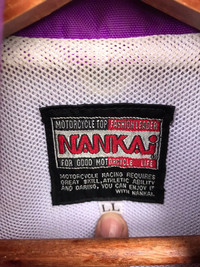 MOTORCYCLE TOP FASHION LEADER
NANKAi
FOR GOOD MOTORCYCLE LIFE
MOTORCYCLE RACING REQUIRES
GREAT SKILL, ATHLETIC ABILITY
AND DARING, YOU CAN ENJOY IT
WITH NANKAI
LL